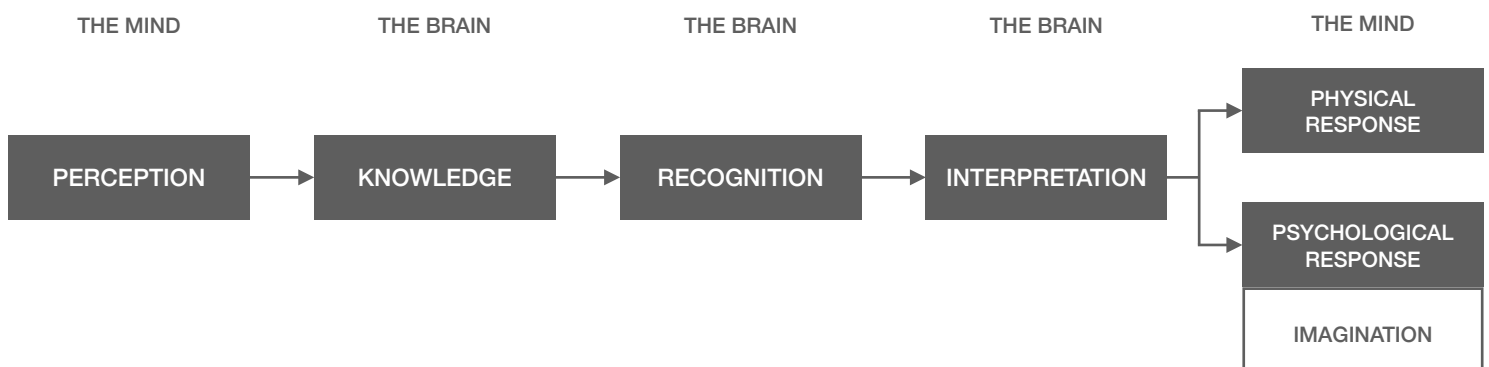 THE MIND
THE BRAIN
THE BRAIN
THE BRAIN
THE MIND
PERCEPTION
KNOWLEDGE
RECOGNITION
INTERPRETATION
PHYSICAL
RESPONSE
PSYCHOLOGICAL
RESPONSE
IMAGINATION